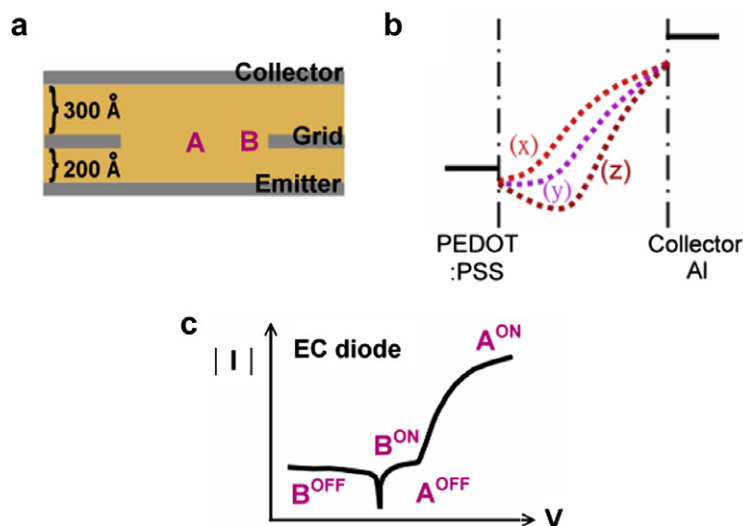 a
Collector
300 Å
A
B
Grid
200 Å
Emitter
b
(x)
(y)
(z)
PEDOT
:PSS
Collector
Al
c
| I |
EC diode
A^ON
B^ON
B^OFF
A^OFF
V